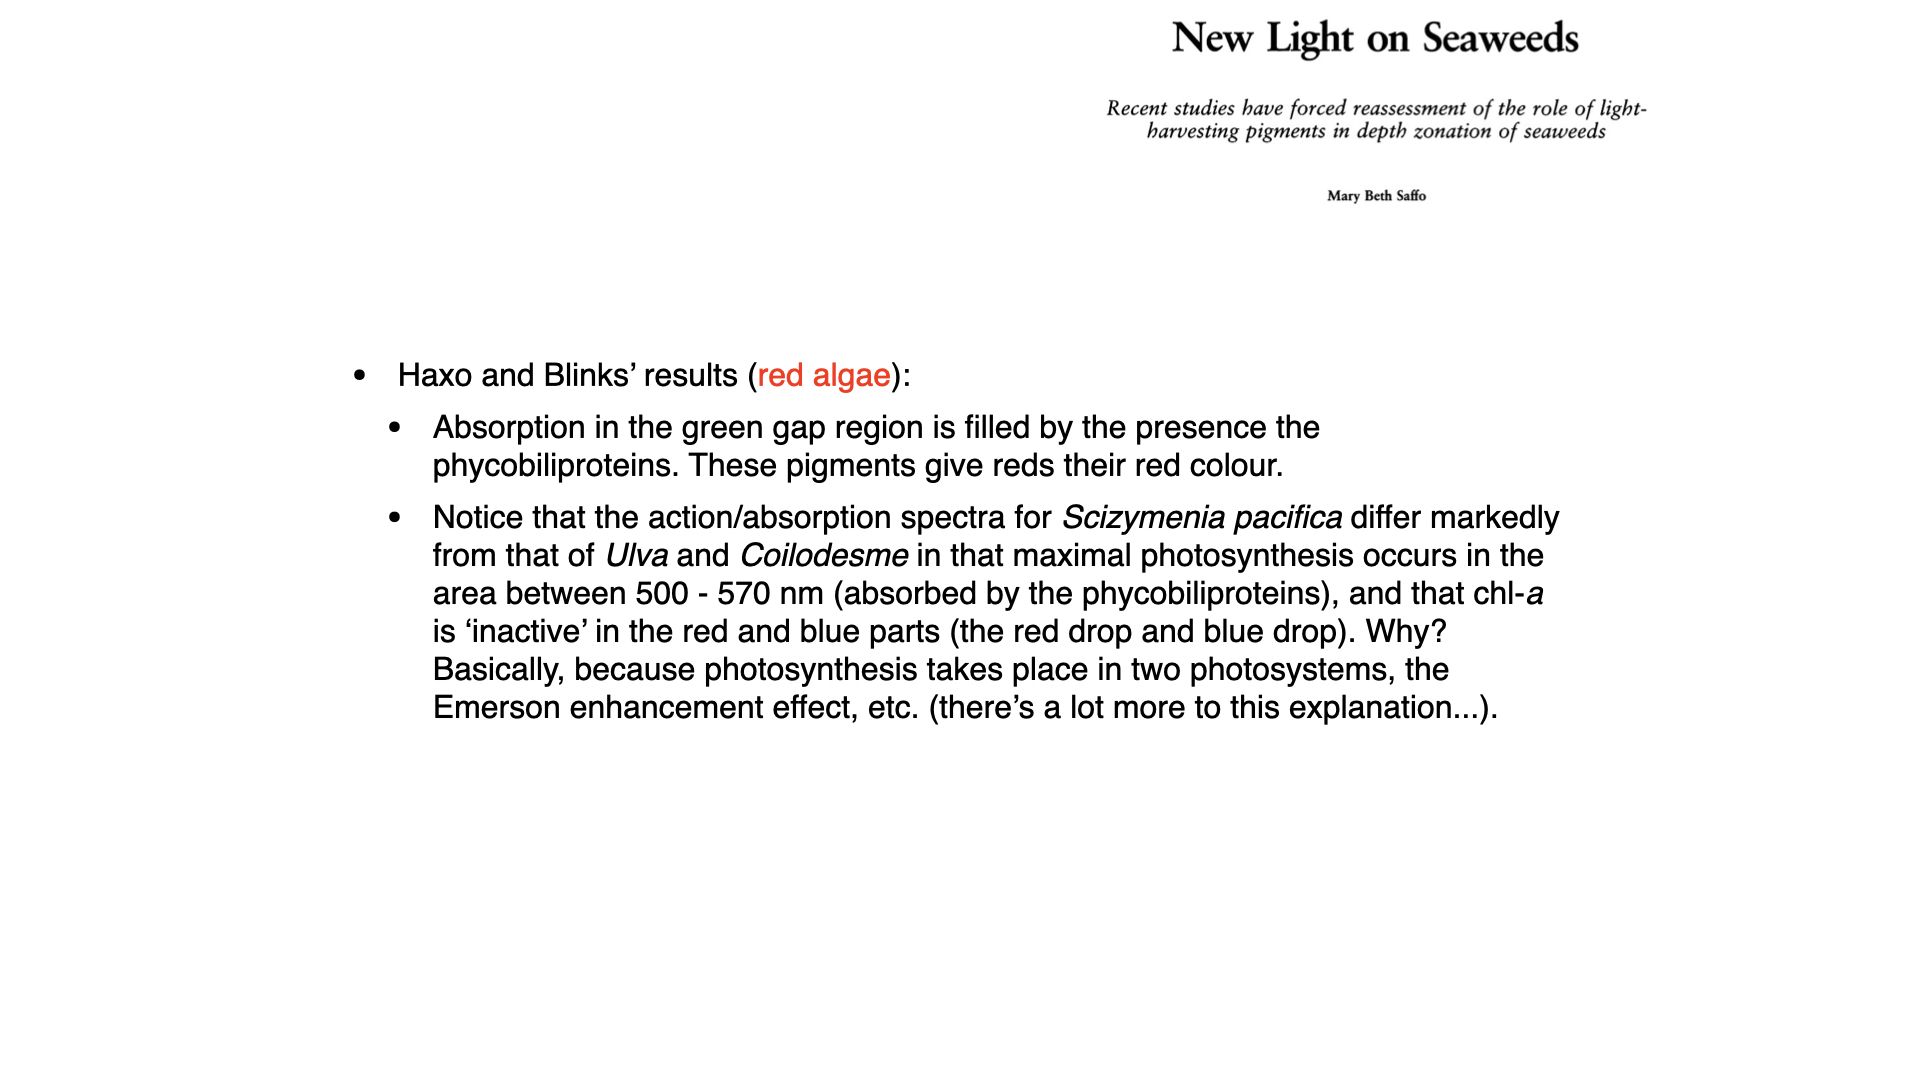 New Light on Seaweeds
Recent studies have forced reassessment of the role of light-
harvesting pigments in depth zonation of seaweeds
Mary Beth Saffo
• Haxo and Blinks’ results (red algae):
• Absorption in the green gap region is filled by the presence the
phycobiliproteins. These pigments give reds their red colour.
• Notice that the action/absorption spectra for Scizymenia pacifica differ markedly
from that of Ulva and Coilodesme in that maximal photosynthesis occurs in the
area between 500 - 570 nm (absorbed by the phycobiliproteins), and that chl-a
is ‘inactive’ in the red and blue parts (the red drop and blue drop). Why?
Basically, because photosynthesis takes place in two photosystems, the
Emerson enhancement effect, etc. (there’s a lot more to this explanation...).